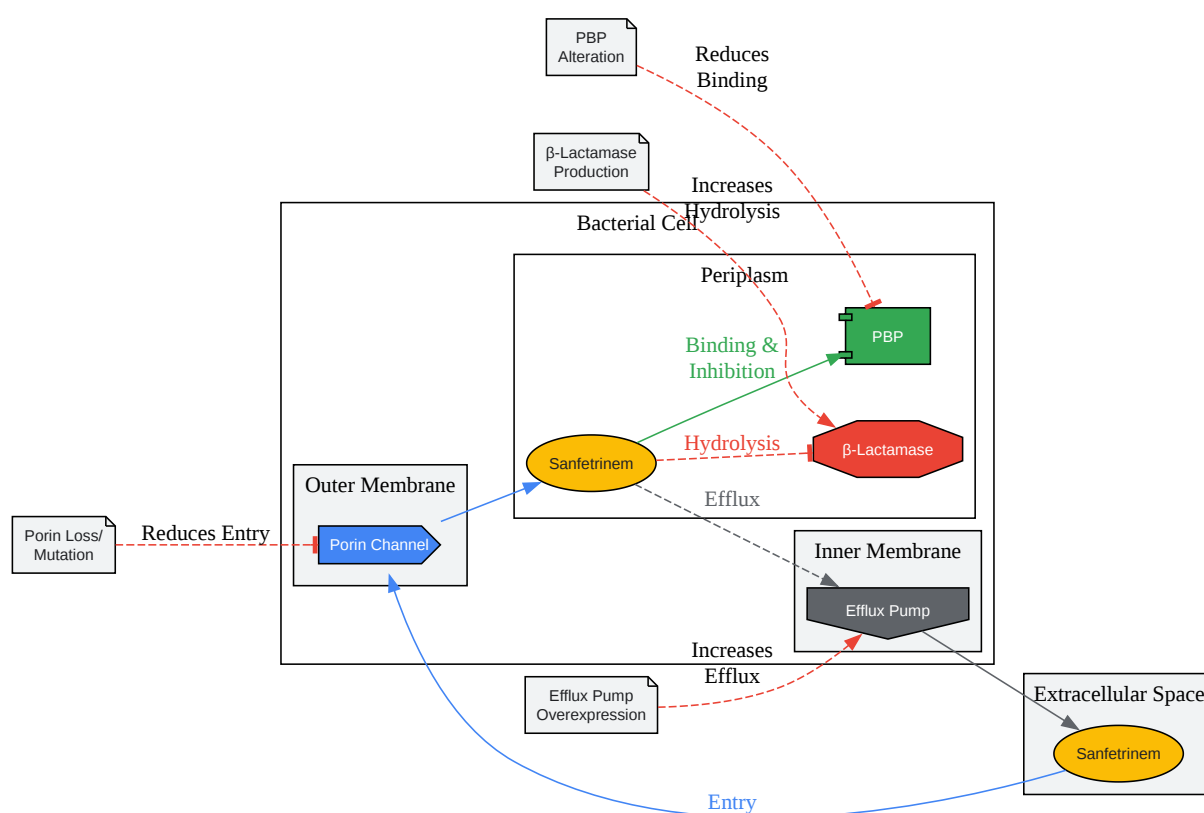 PBP
Alteration
Reduces
Binding
β-Lactamase
Production
Increases
Hydrolysis
Bacterial Cell
Periplasm
PBP
Binding &
Inhibition
Hydrolysis
β-Lactamase
Sanfetrinem
Outer Membrane
Efflux
Porin Loss/
Mutation
Reduces Entry
Porin Channel
Inner Membrane
Efflux Pump
Increases
Efflux
Efflux Pump
Overexpression
Extracellular Space
Sanfetrinem
Entry